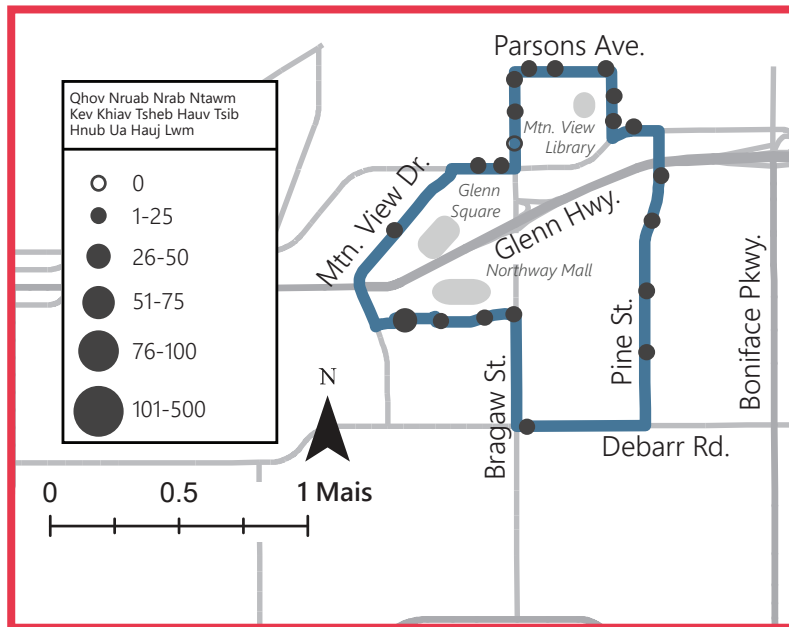 Parsons Ave.
Qhov Nruab Nrab Ntawm
Kev Khiav Tsheb Hauv Tsib
Hnub Ua Hauj Lwm
0
1-25
26-50
51-75
76-100
101-500
Mtn. View
Library
Mtn. View Dr.
Glenn
Square
Glenn Hwy.
Northway Mall
Boniface Pkwy.
Pine St.
Bragaw St.
Debarr Rd.
N
0
0.5
1 Mais